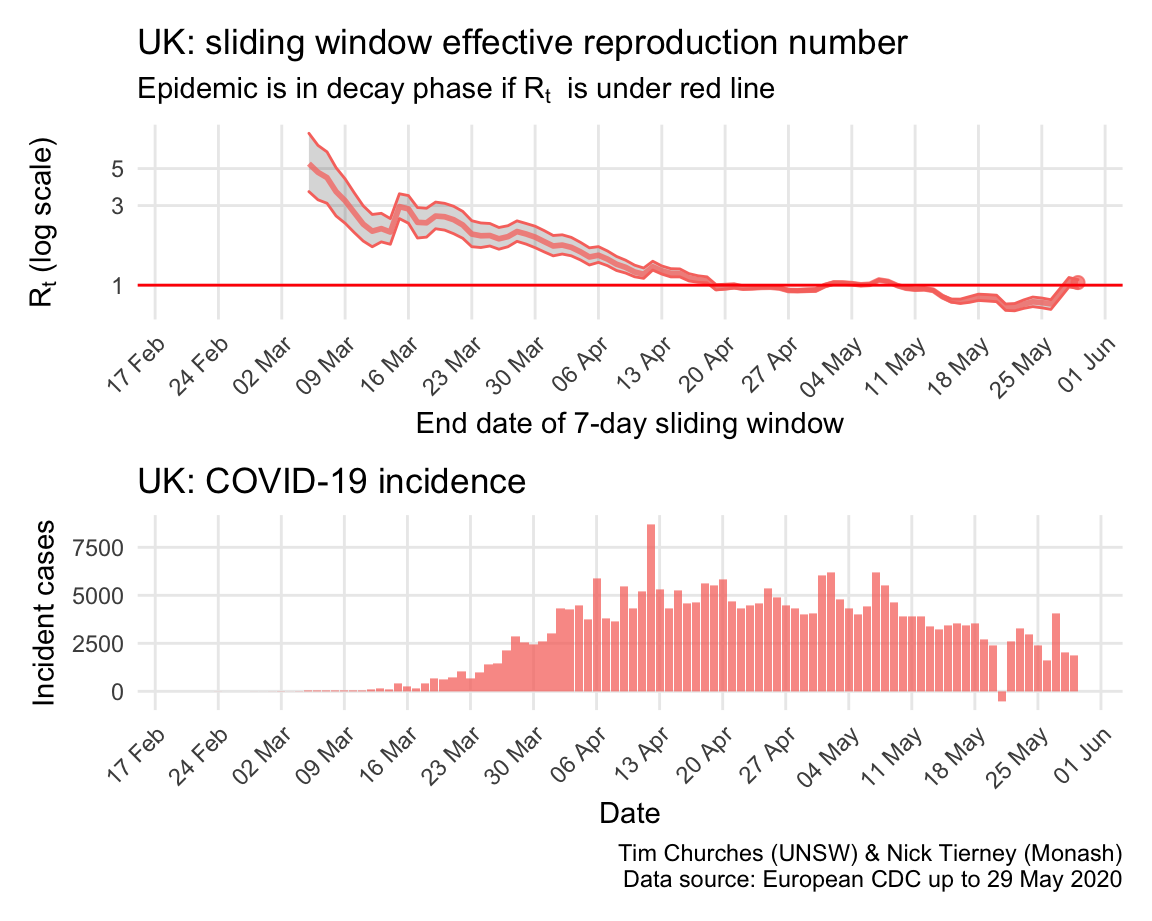 UK: sliding window effective reproduction number
Epidemic is in decay phase if Rt is under red line
Rt (log scale)
5
3
1
17 Feb
24 Feb
02 Mar
09 Mar
16 Mar
23 Mar
30 Mar
06 Apr
13 Apr
20 Apr
27 Apr
04 May
11 May
18 May
25 May
01 Jun
End date of 7-day sliding window
UK: COVID-19 incidence
Incident cases
7500
5000
2500
0
17 Feb
24 Feb
02 Mar
09 Mar
16 Mar
23 Mar
30 Mar
06 Apr
13 Apr
20 Apr
27 Apr
04 May
11 May
18 May
25 May
01 Jun
Date
Tim Churches (UNSW) & Nick Tierney (Monash)
Data source: European CDC up to 29 May 2020